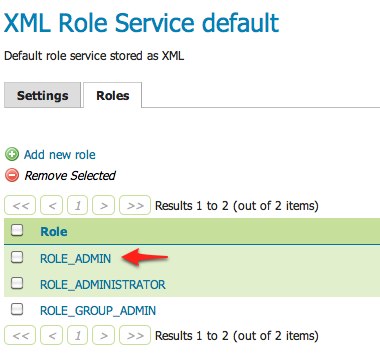 XML Role Service default
Default role service stored as XML
Settings Roles
Add new role
Remove Selected
<< < 1 > >> Results 1 to 2 (out of 2 items)
Role
ROLE_ADMIN
ROLE_ADMINISTRATOR
ROLE_GROUP_ADMIN
<< < 1 > >> Results 1 to 2 (out of 2 items)